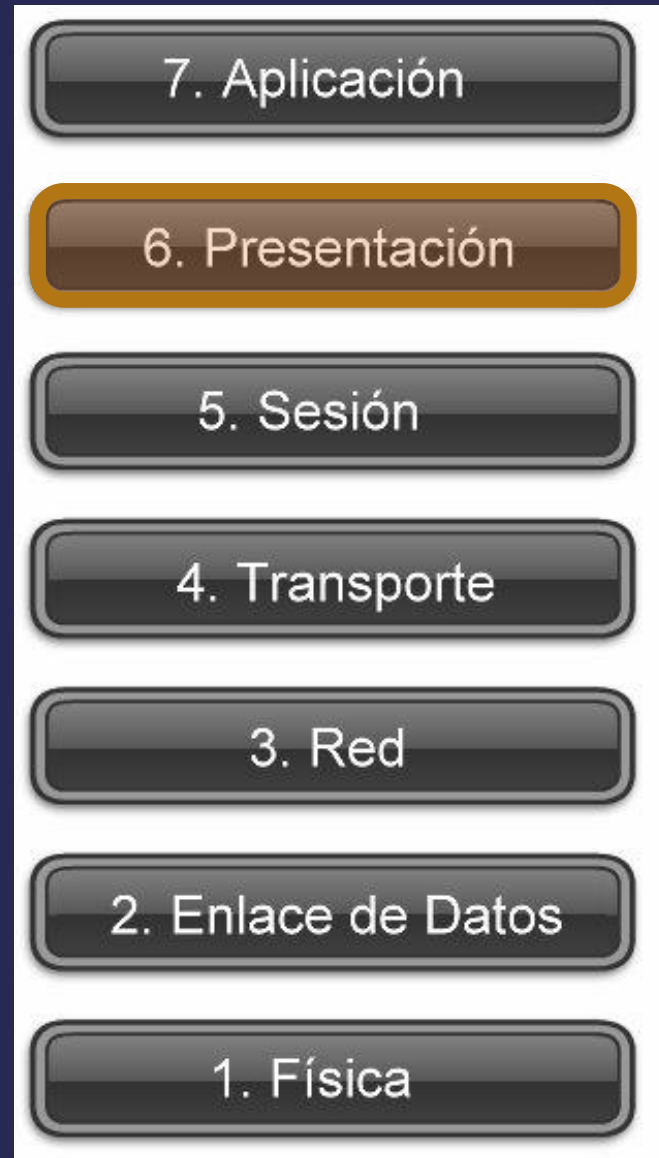 7. Aplicación
6. Presentación
5. Sesión
4. Transporte
3. Red
2. Enlace de Datos
1. Física